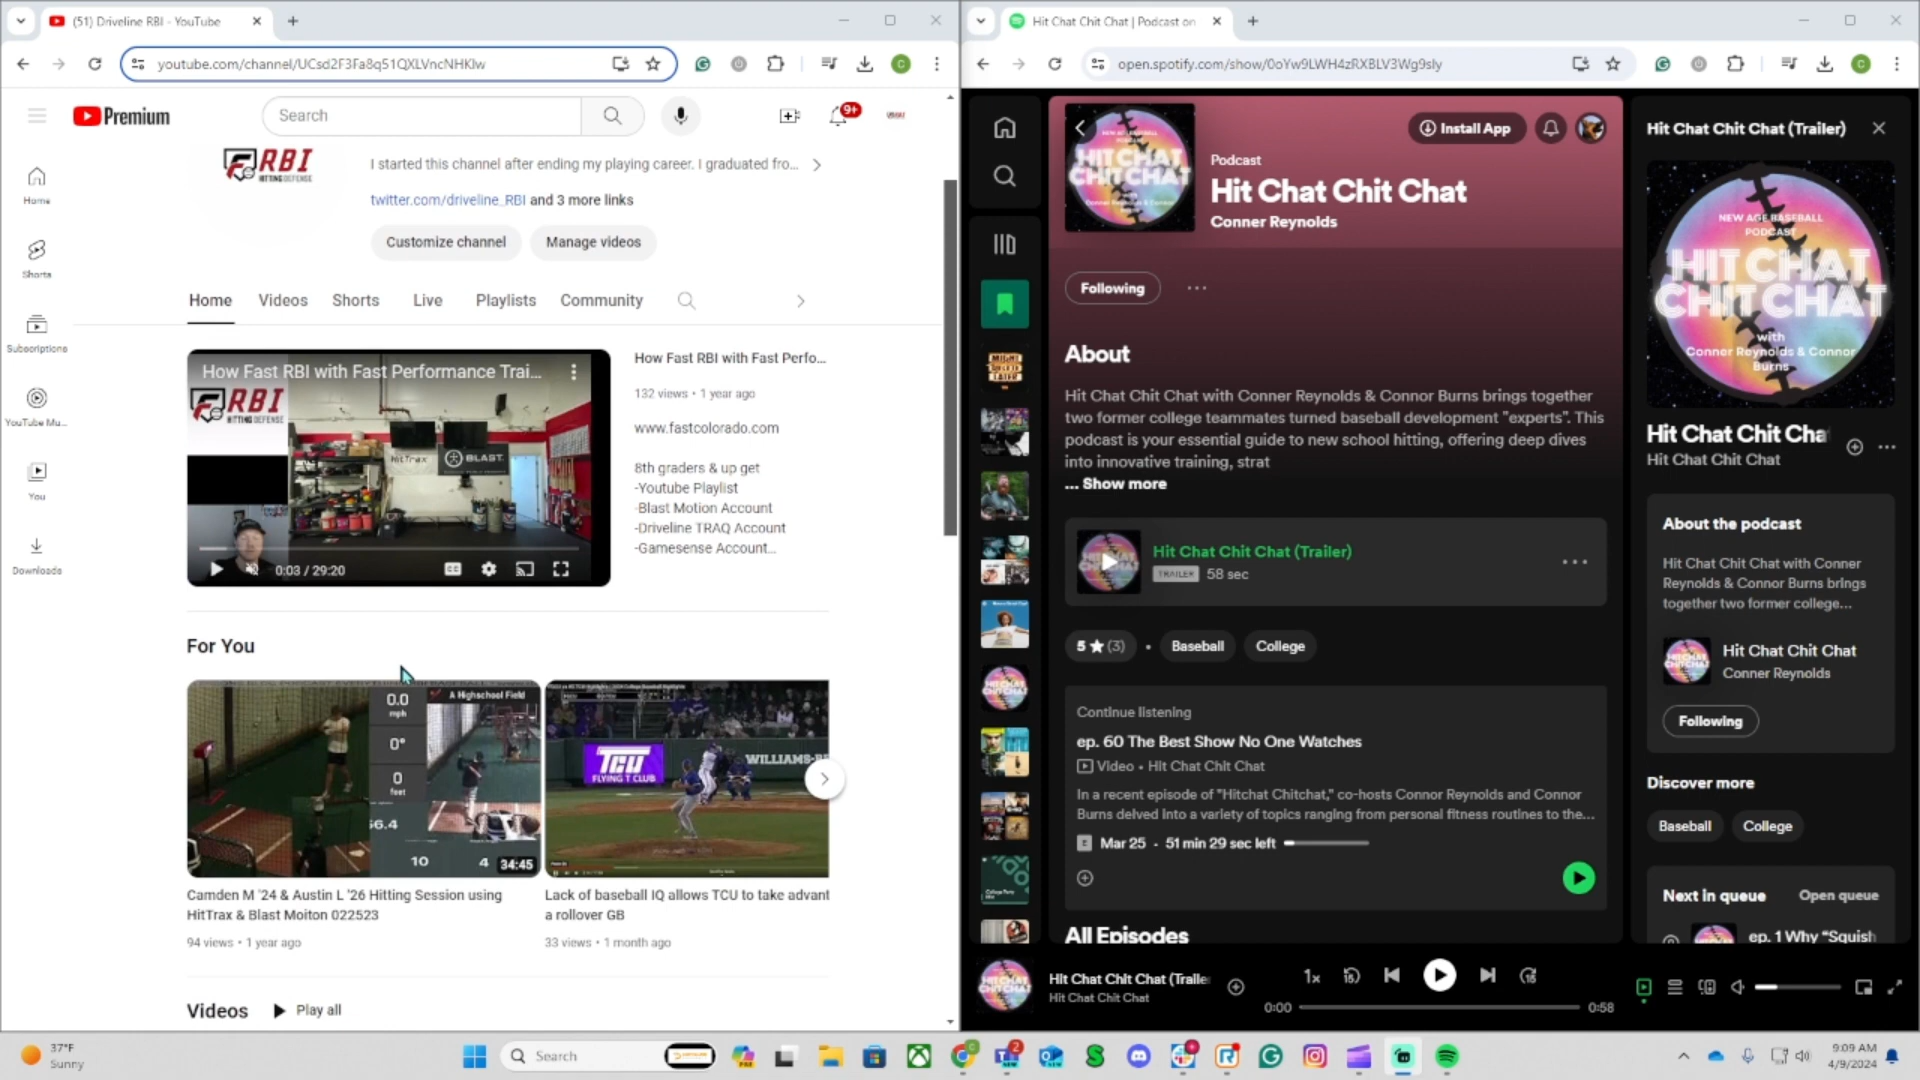 (51) Driveline RBI - YouTube
youtube.com/channel/UCsd2F3Fa8q51QXLVncNHKIw
Premium
Search
9+
RBI
HITTING DEFENSE
I started this channel after ending my playing career. I graduated fro...
twitter.com/driveline_RBI and 3 more links
Customize channel
Manage videos
Home
Shorts
Subscriptions
YouTube Mu...
You
Downloads
Home Videos Shorts Live Playlists Community
How Fast RBI with Fast Performance Trai...
RBI
HITTING DEFENSE
HitTrax
BLAST.
0:03 / 29:20
How Fast RBI with Fast Perfo...
132 views • 1 year ago
www.fastcolorado.com
8th graders & up get
-Youtube Playlist
-Blast Motion Account
-Driveline TRAQ Account
-Gamesense Account...
For You
0.0
mph
0°
0
feet
A Highschool Field
56.4
10
4
34:45
TCU
FLYING T CLUB
Camden M '24 & Austin L '26 Hitting Session using
HitTrax & Blast Moiton 022523
94 views • 1 year ago
Lack of baseball IQ allows TCU to take advant
a rollover GB
33 views • 1 month ago
Videos
Play all
Hit Chat Chit Chat | Podcast on
open.spotify.com/show/0oYw9LWH4zRXBLV3Wg9sly
NEW AGE BASEBALL
PODCAST
HIT CHAT
CHIT CHAT
with
Podcast
Hit Chat Chit Chat
Conner Reynolds
Install App
Following
About
Hit Chat Chit Chat with Conner Reynolds & Connor Burns brings together
two former college teammates turned baseball development "experts". This
podcast is your essential guide to new school hitting, offering deep dives
into innovative training, strat
... Show more
Hit Chat Chit Chat (Trailer)
TRAILER 58 sec
5 ★ (3) • Baseball College
Continue listening
ep. 60 The Best Show No One Watches
Video • Hit Chat Chit Chat
In a recent episode of "Hitchat Chitchat," co-hosts Connor Reynolds and Connor
Burns delved into a variety of topics ranging from personal fitness routines to the...
E Mar 25 - 51 min 29 sec left
All Episodes
Hit Chat Chit Chat (Trailer)
NEW AGE BASEBALL
PODCAST
HIT CHAT
CHIT CHAT
with
Conner Reynolds & Connor
Burns
Hit Chat Chit Cha
Hit Chat Chit Chat
About the podcast
Hit Chat Chit Chat with Conner
Reynolds & Connor Burns brings
together two former college...
Hit Chat Chit Chat
Conner Reynolds
Following
Discover more
Baseball College
Next in queue Open queue
ep. 1 Why "Squish
Hit Chat Chit Chat (Traile
Hit Chat Chit Chat
1x
15
15
0:00
0:58
37°F
Sunny
Search
2
9:09 AM
4/9/2024